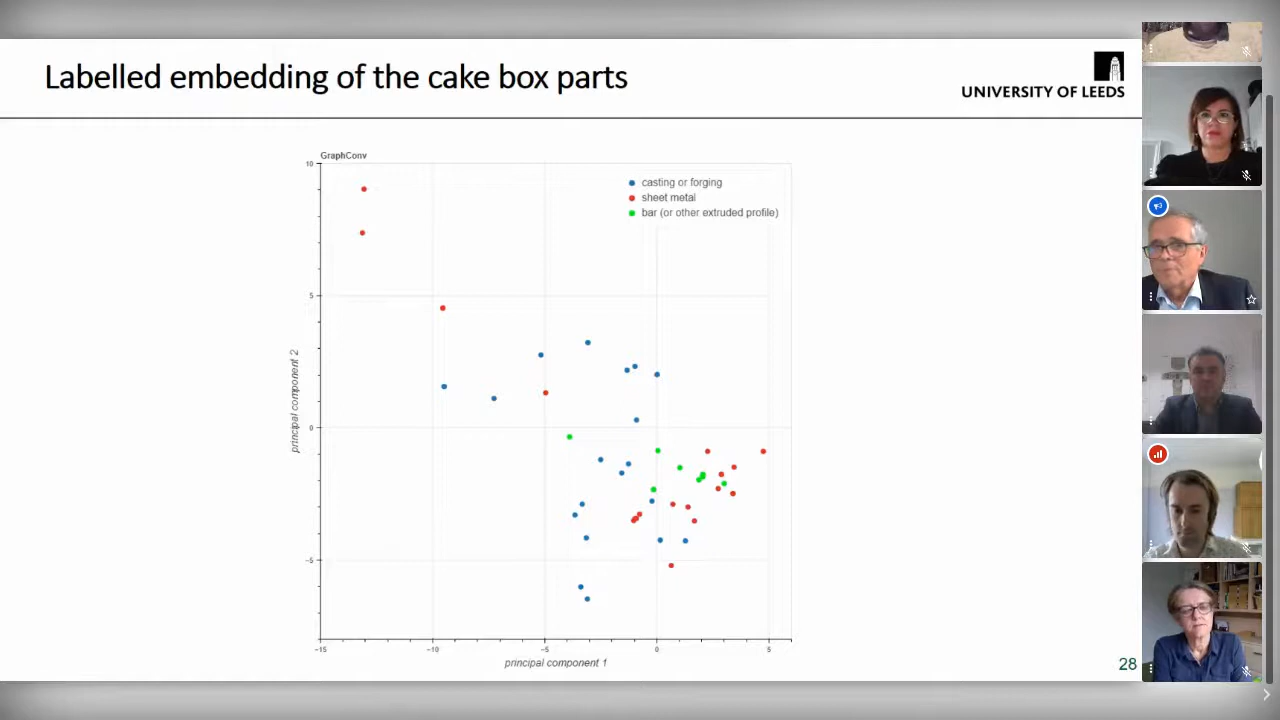 Labelled embedding of the cake box parts
UNIVERSITY OF LEEDS
GraphConv
10
5
0
−5
casting or forging
sheet metal
bar (or other extruded profile)
principal component 2
−15
−10
−5
0
5
principal component 1
28